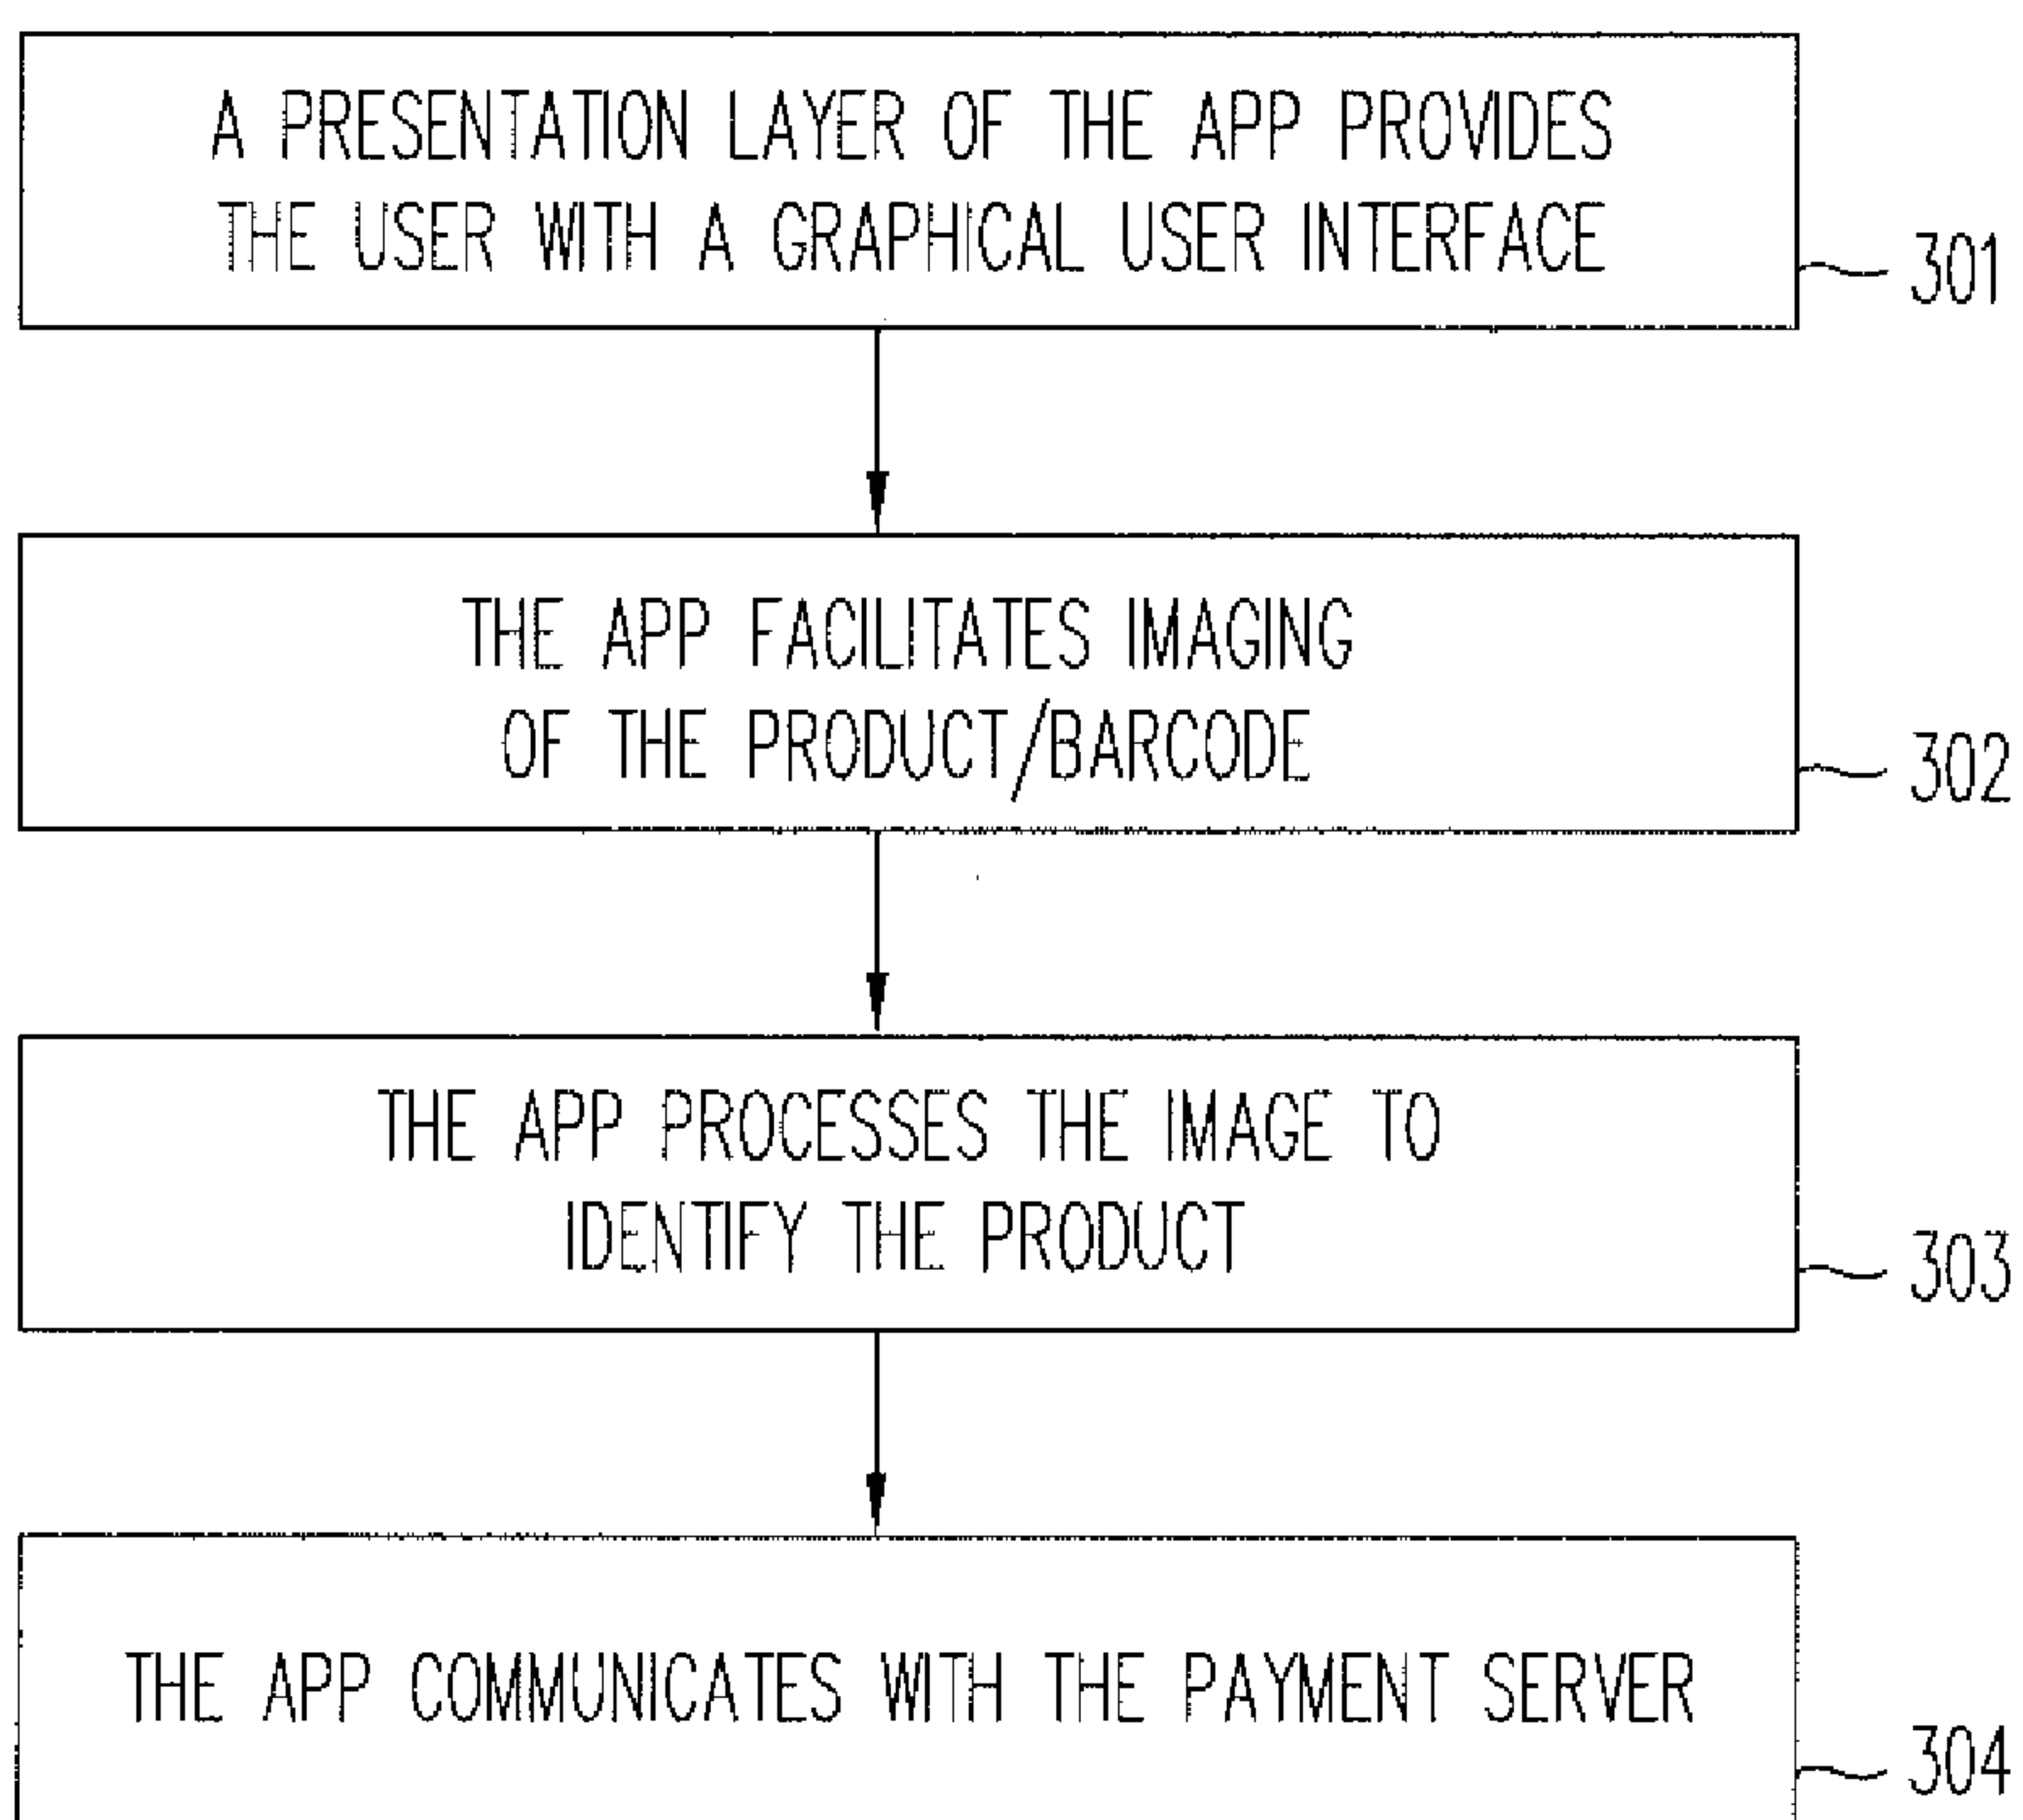 A PRESENTATION LAYER OF THE APP PROVIDES
THE USER WITH A GRAPHICAL USER INTERFACE
301
THE APP FACILITATES IMAGING
OF THE PRODUCT/BARCODE
302
THE APP PROCESSES THE IMAGE TO
IDENTIFY THE PRODUCT
303
THE APP COMMUNICATES WITH THE PAYMENT SERVER
304